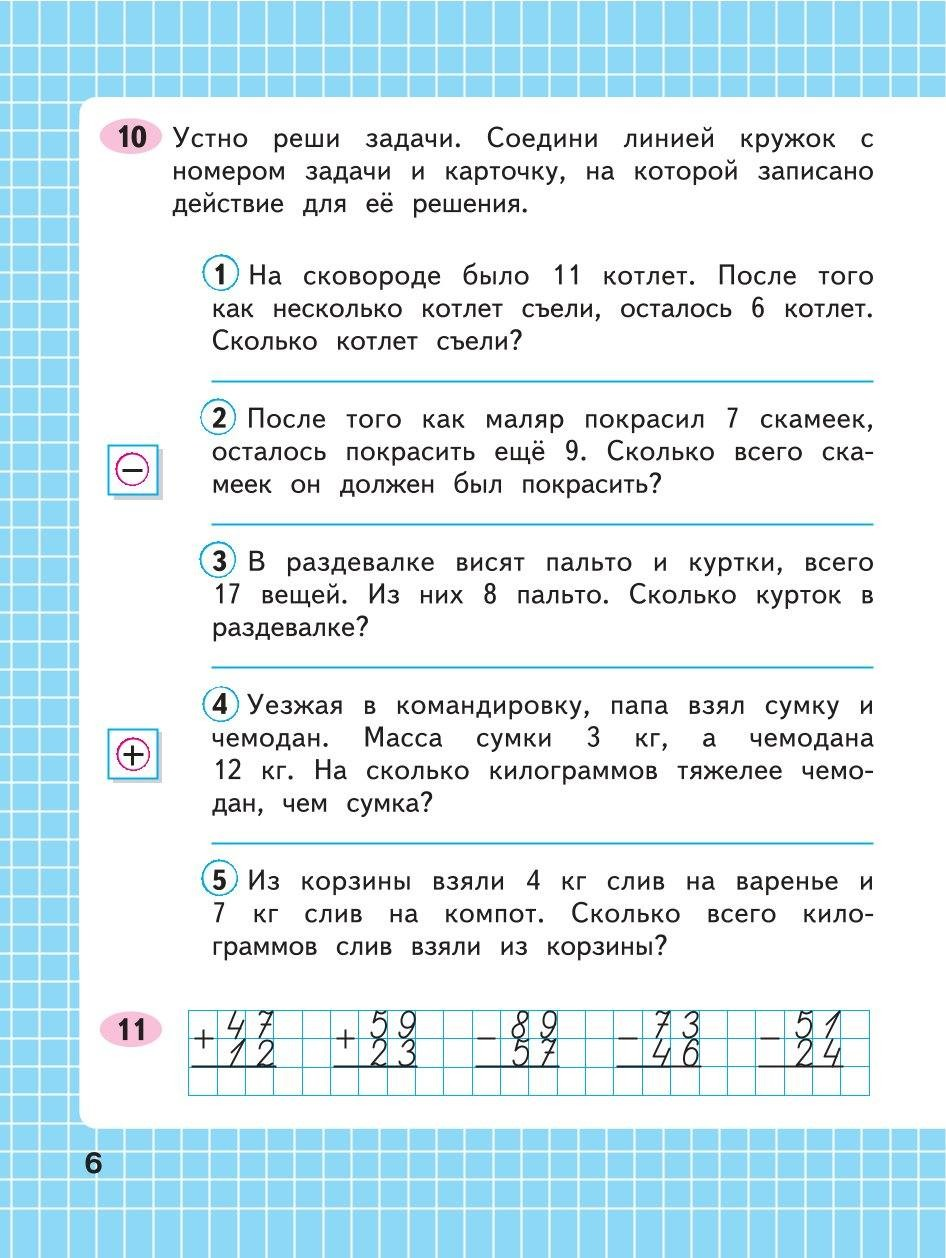 10 Устно реши задачи. Соедини линией кружок с
номером задачи и карточку, на которой записано
действие для её решения.
1 На сковороде было 11 котлет. После того
как несколько котлет съели, осталось 6 котлет.
Сколько котлет съели?
2 После того как маляр покрасил 7 скамеек,
осталось покрасить ещё 9. Сколько всего ска-
меек он должен был покрасить?
−
3 В раздевалке висят пальто и куртки, всего
17 вещей. Из них 8 пальто. Сколько курток в
раздевалке?
4 Уезжая в командировку, папа взял сумку и
чемодан. Масса сумки 3 кг, а чемодана
12 кг. На сколько килограммов тяжелее чемо-
дан, чем сумка?
+
5 Из корзины взяли 4 кг слив на варенье и
7 кг слив на компот. Сколько всего кило-
граммов слив взяли из корзины?
11 + 47 + 59 − 89 − 73 − 51
12 23 57 46 24
6